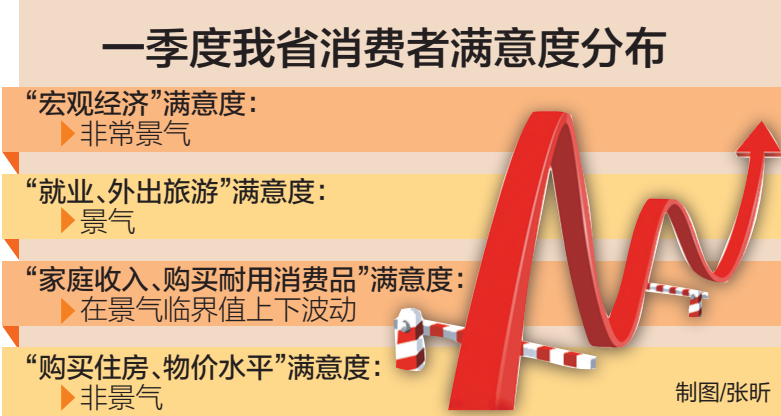 一季度我省消费者满意度分布
“宏观经济”满意度：
非常景气
“就业、外出旅游”满意度：
景气
“家庭收入、购买耐用消费品”满意度：
在景气临界值上下波动
“购买住房、物价水平”满意度：
非景气
制图/张昕